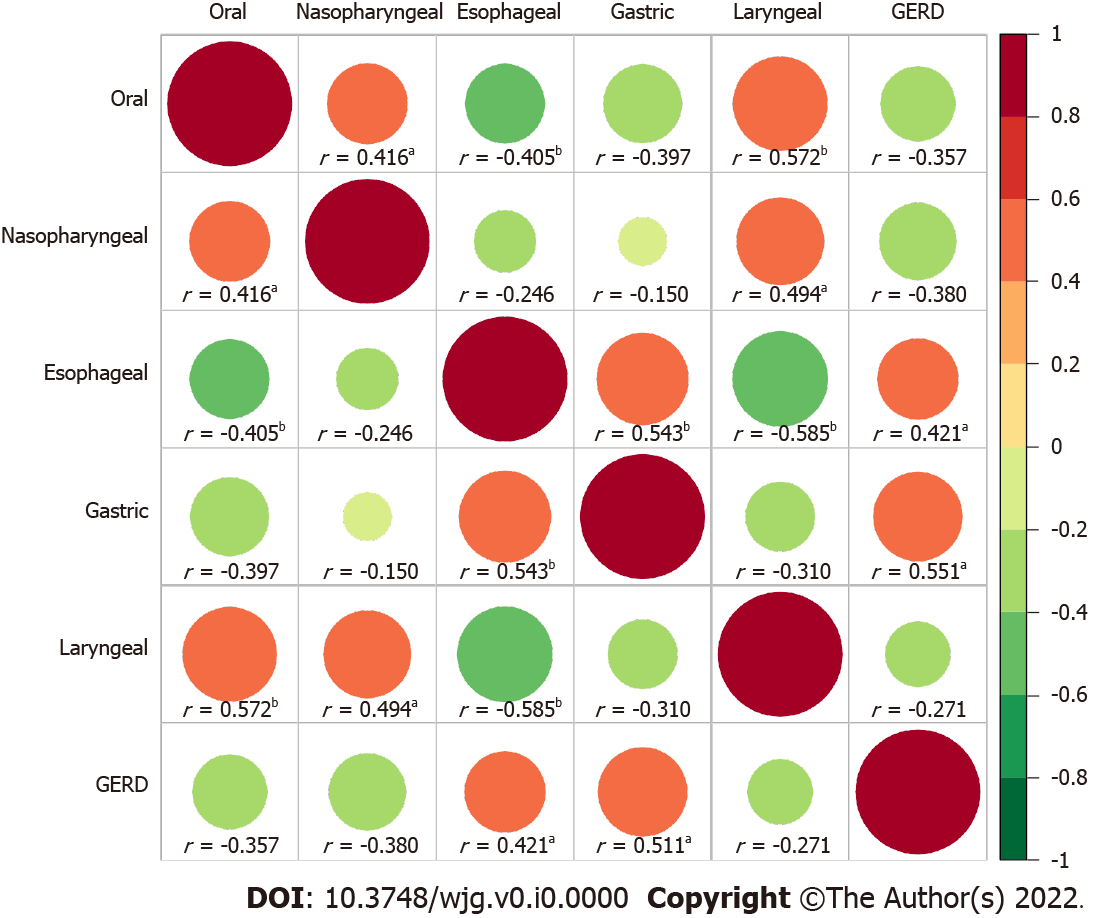 Oral Nasopharyngeal Esophageal Gastric Laryngeal GERD
1
Oral
0.8
r = 0.416a r = -0.405b r = -0.397 r = 0.572b r = -0.357
0.6
Nasopharyngeal
0.4
r = 0.416a r = -0.246 r = -0.150 r = 0.494a r = -0.380
0.2
Esophageal
r = -0.405b r = -0.246 r = 0.543b r = -0.585b r = 0.421a
0
Gastric
-0.2
r = -0.397 r = -0.150 r = 0.543b r = -0.310 r = 0.551a
-0.4
Laryngeal
-0.6
r = 0.572b r = 0.494a r = -0.585b r = -0.310 r = -0.271
-0.8
GERD
r = -0.357 r = -0.380 r = 0.421a r = 0.511a r = -0.271
-1
DOI: 10.3748/wjg.v0.i0.0000 Copyright ©The Author(s) 2022.